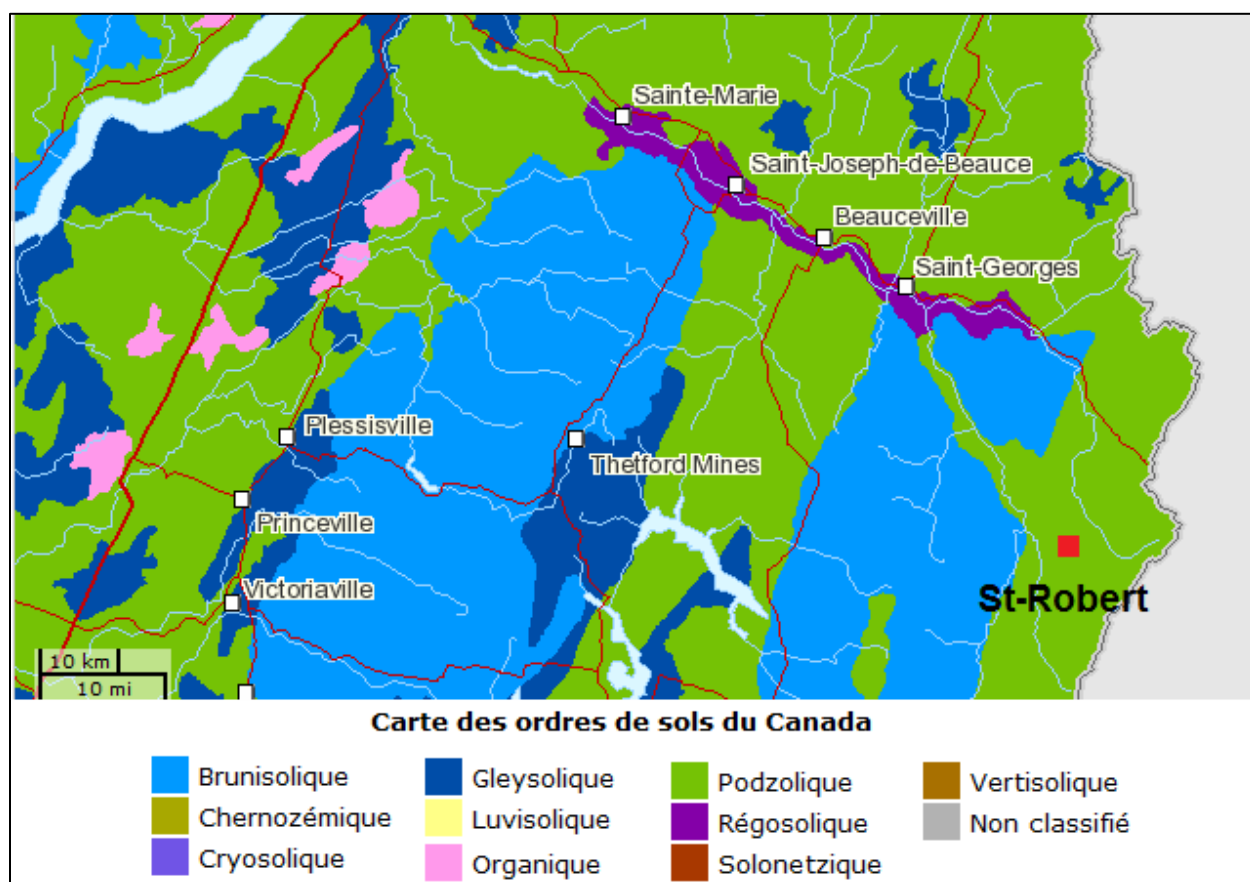 Sainte-Marie
Saint-Joseph-de-Beauce
Beauceville
Saint-Georges
Plessisville
Thetford Mines
Princeville
Victoriaville
St-Robert
10 km
10 mi
Carte des ordres de sols du Canada
Brunisolique
Gleysolique
Podzolique
Vertisolique
Chernozémique
Luvisolique
Régosolique
Non classifié
Cryosolique
Organique
Solonetzique